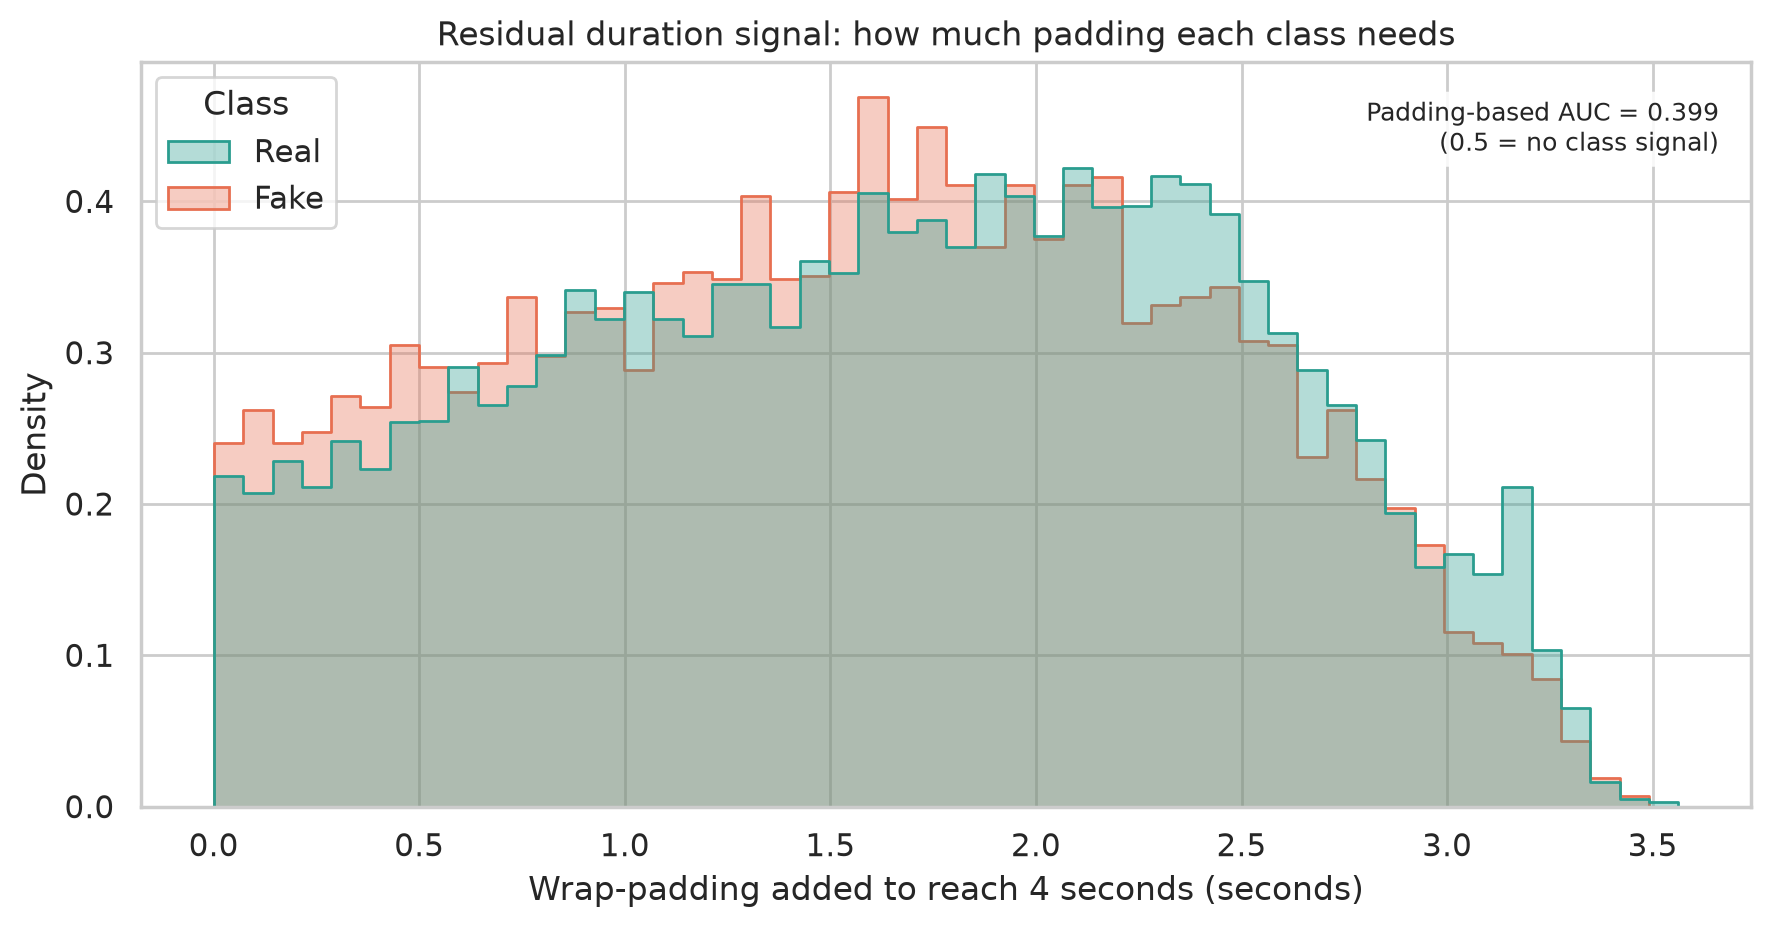 Residual duration signal: how much padding each class needs
Class
Real
Fake
Padding-based AUC = 0.399
(0.5 = no class signal)
Density
0.4
0.3
0.2
0.1
0.0
0.0 0.5 1.0 1.5 2.0 2.5 3.0 3.5
Wrap-padding added to reach 4 seconds (seconds)